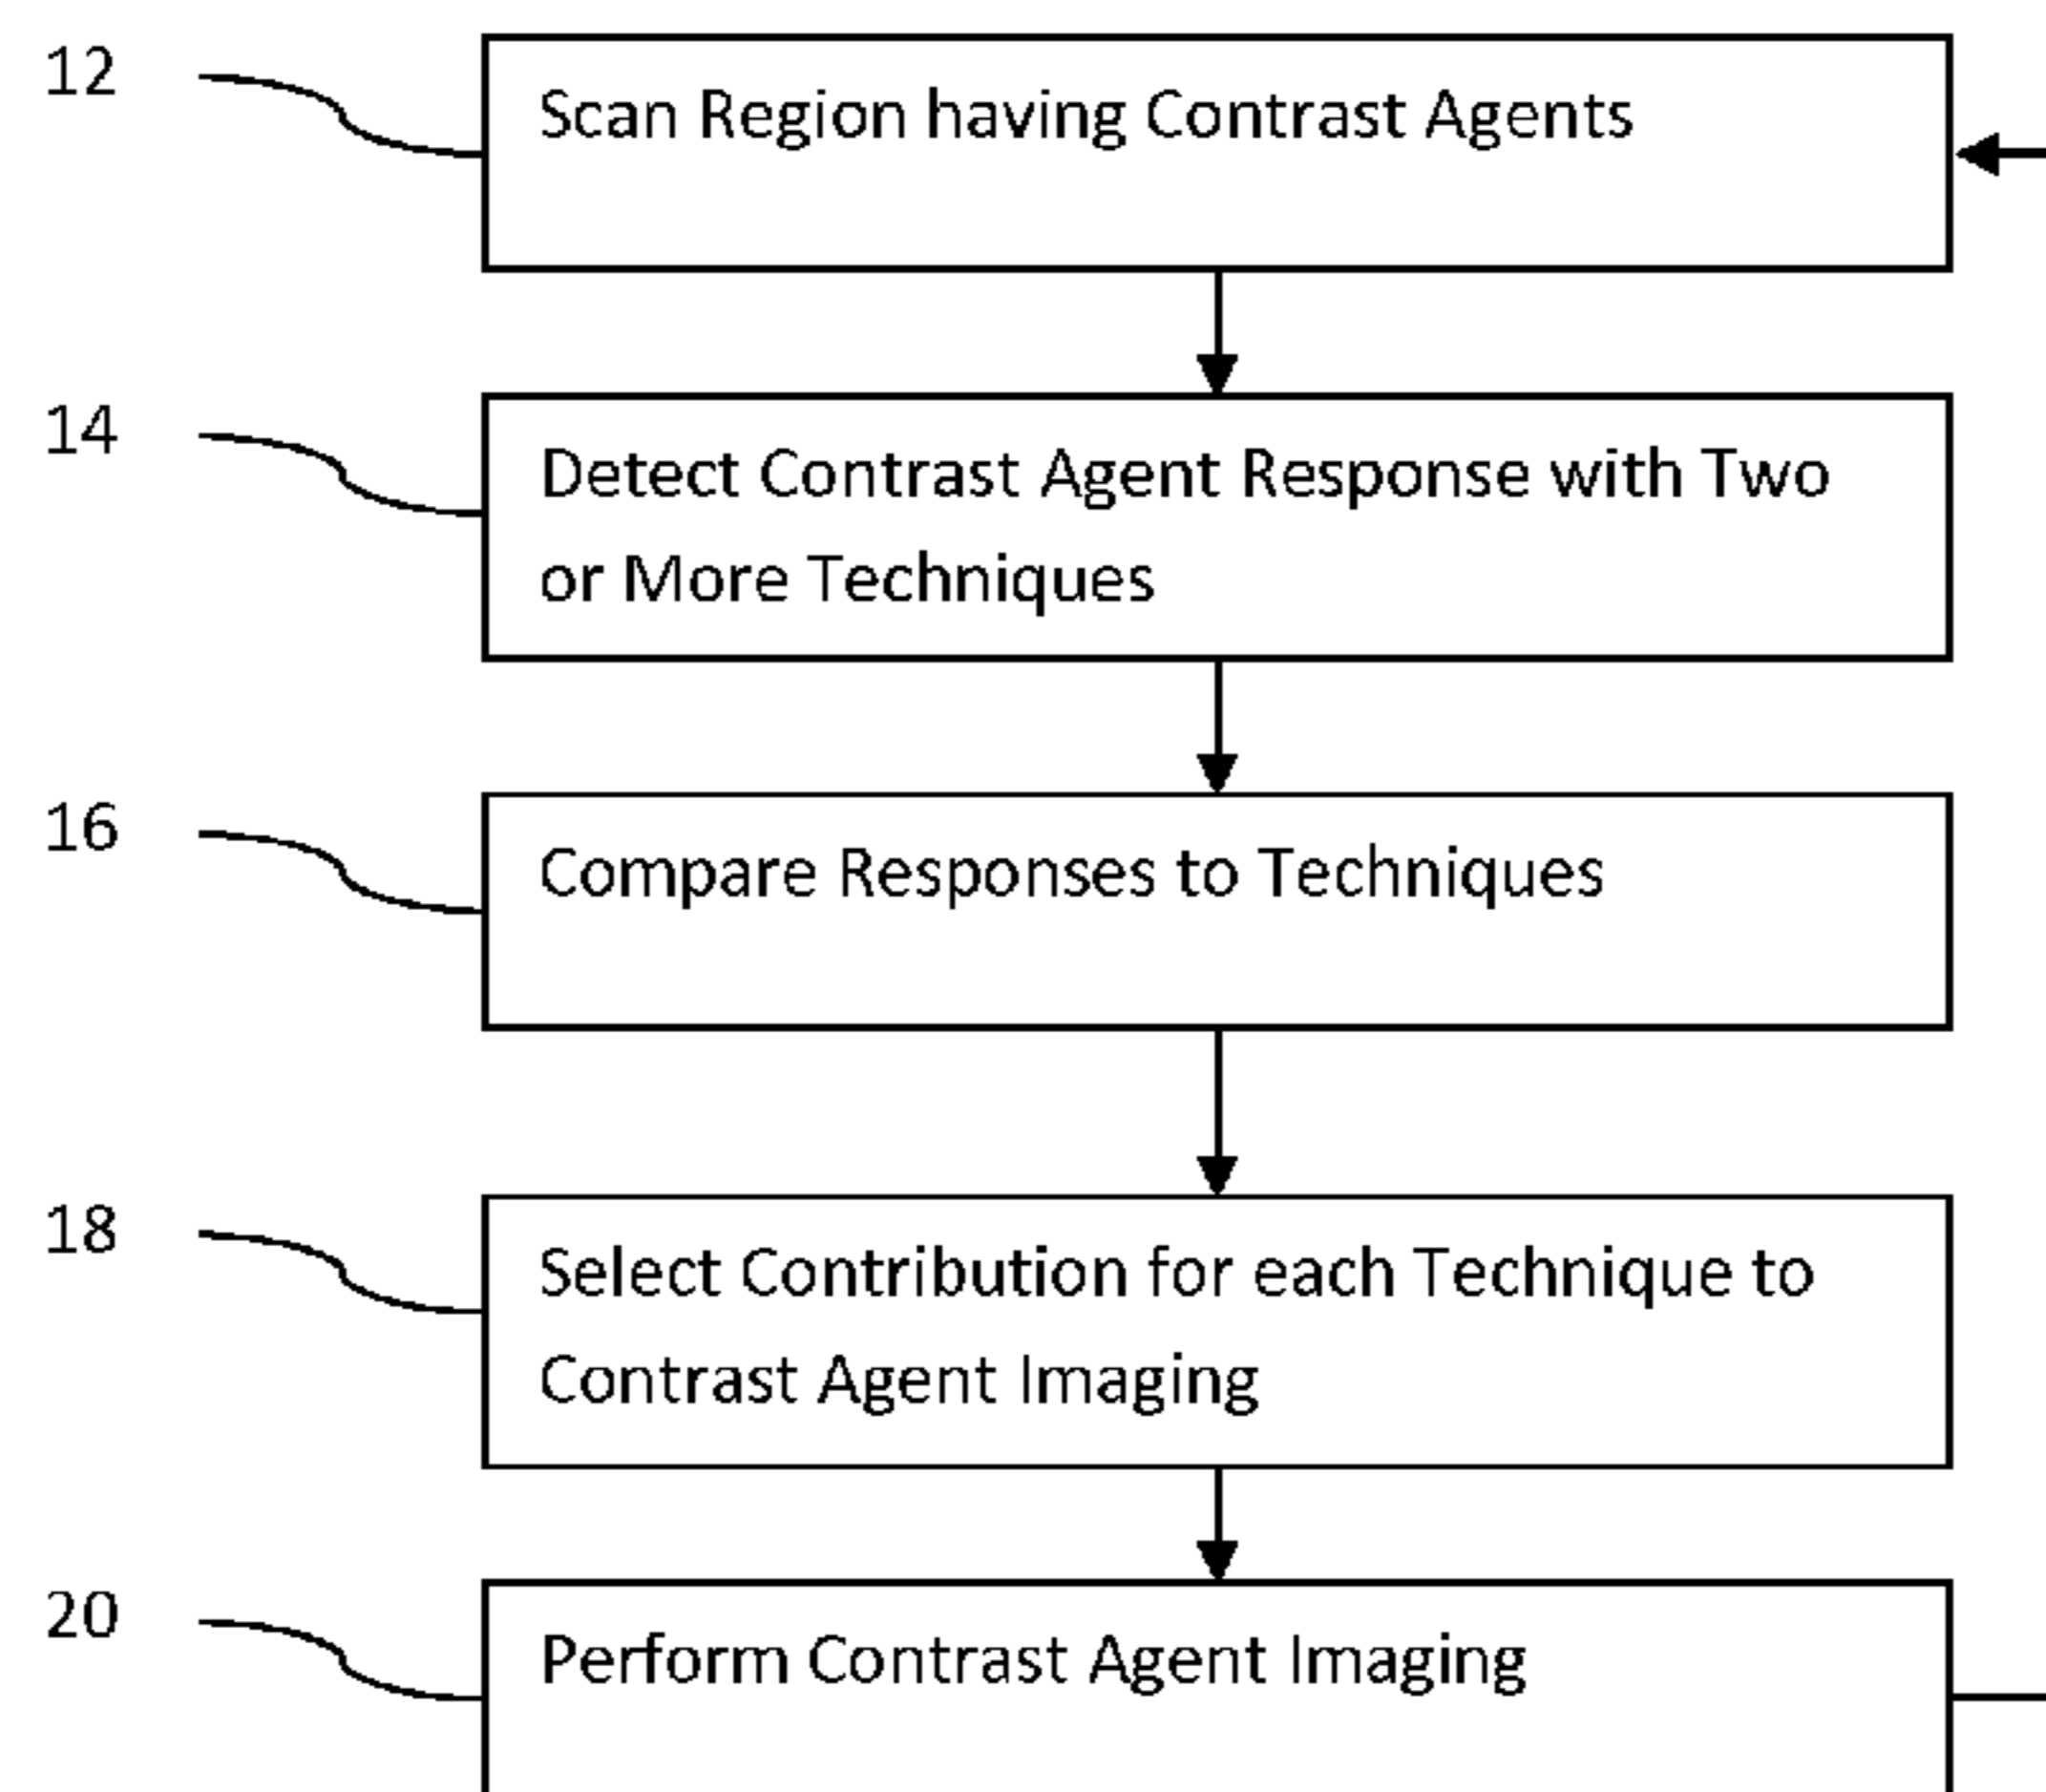 12
Scan Region having Contrast Agents
14
Detect Contrast Agent Response with Two
or More Techniques
16
Compare Responses to Techniques
18
Select Contribution for each Technique to
Contrast Agent Imaging
20
Perform Contrast Agent Imaging